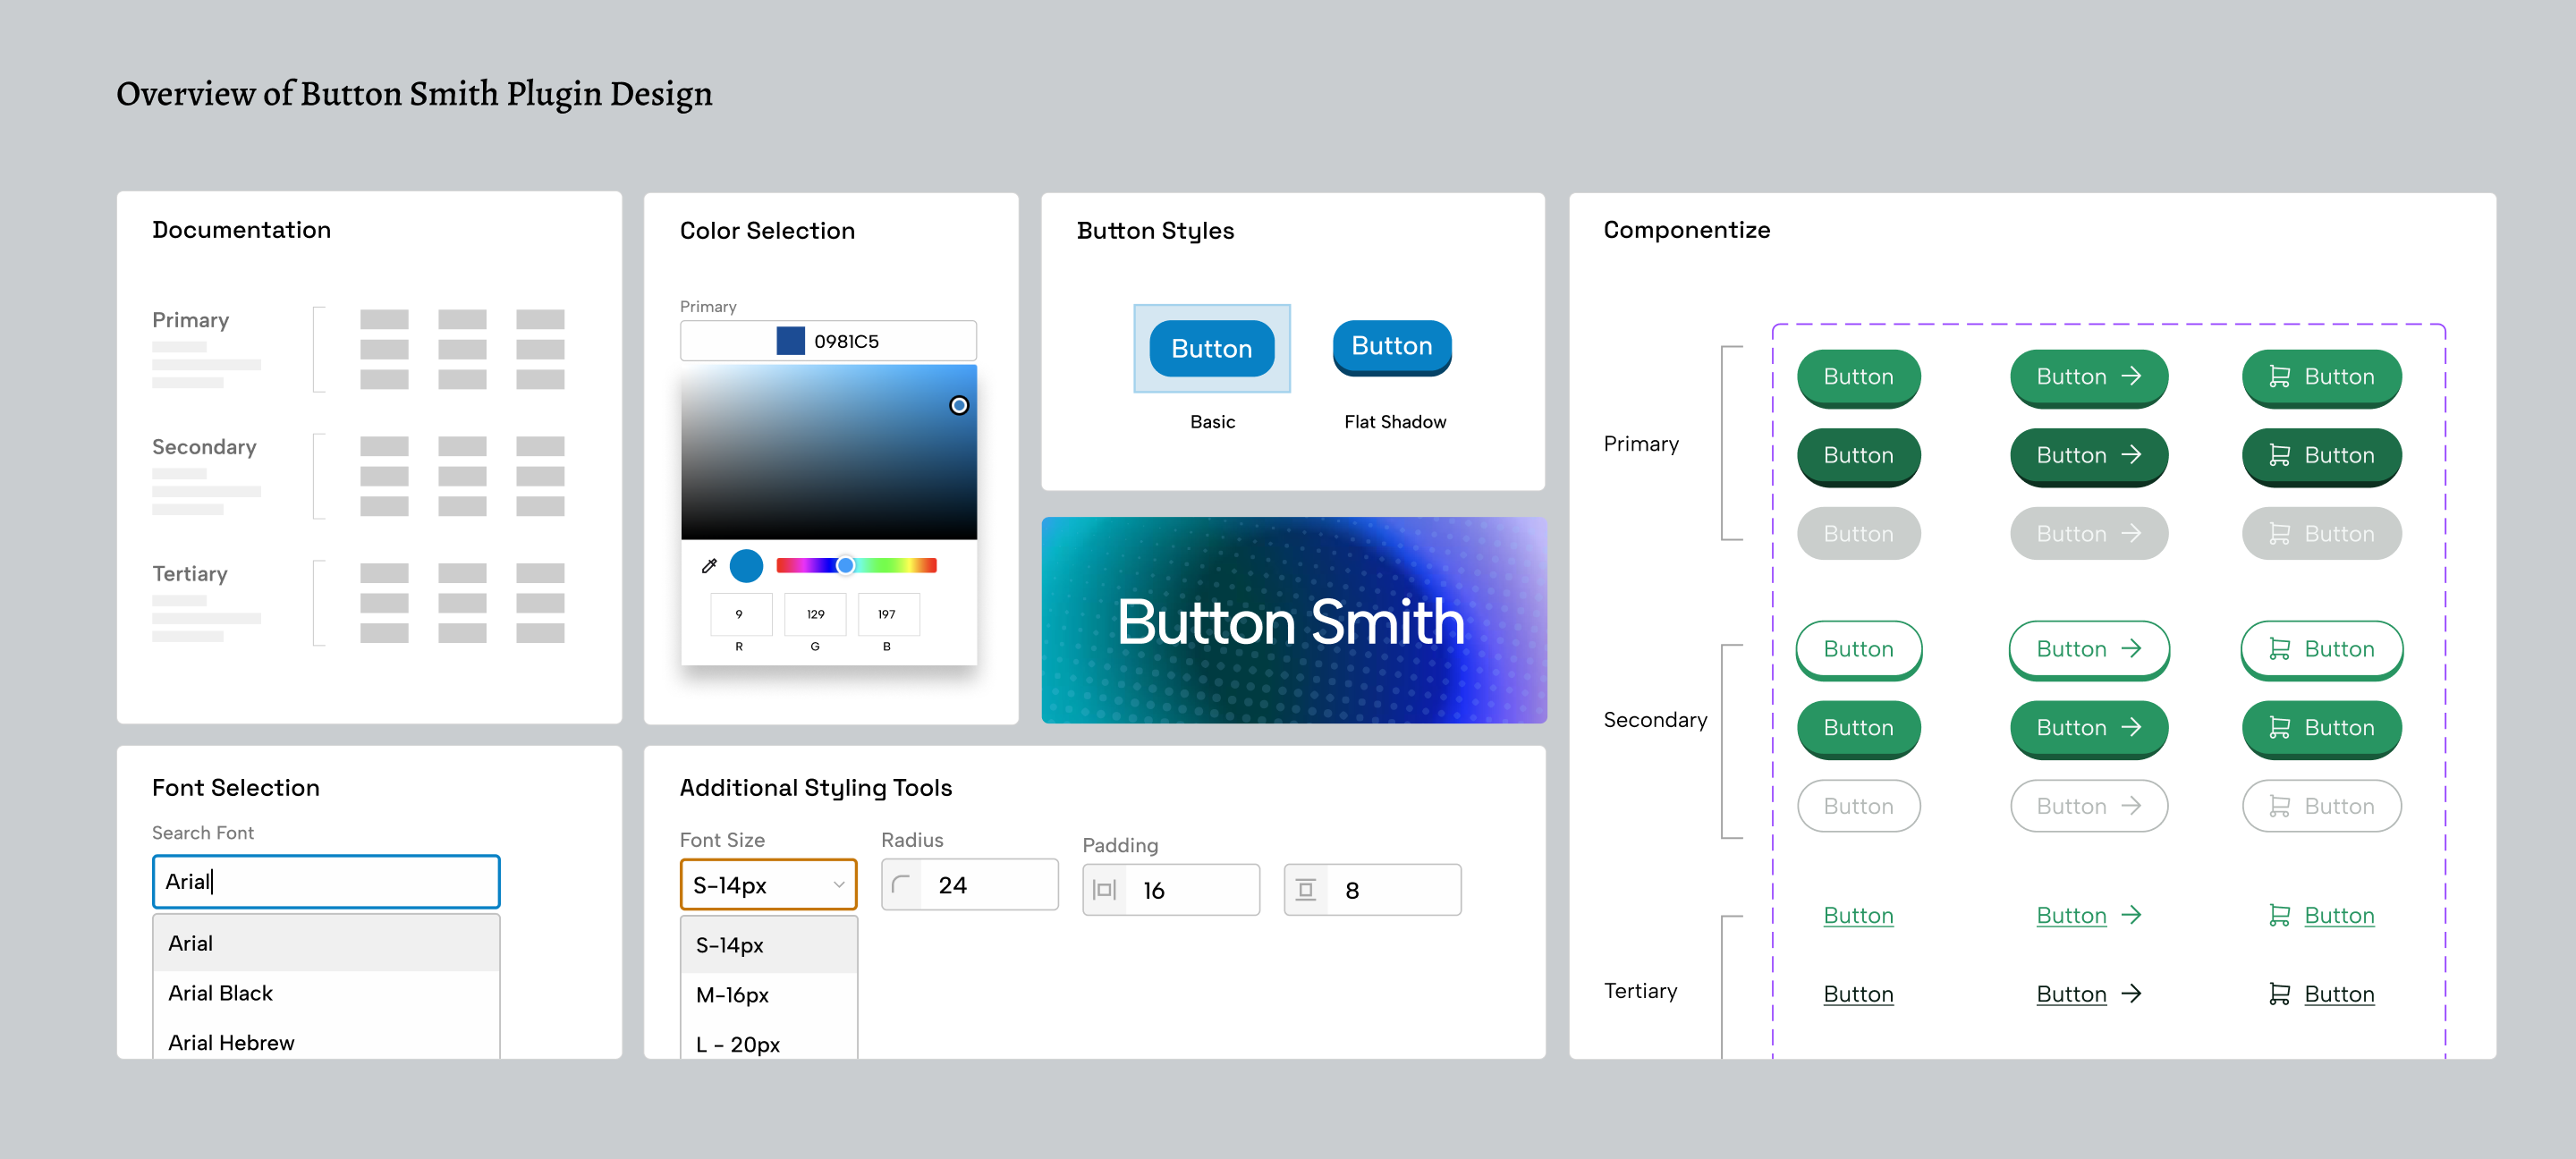 Overview of Button Smith Plugin Design
Documentation
Primary
Secondary
Tertiary
Color Selection
Primary
0981C5
9 129 197
R G B
Button Styles
Button Button
Basic Flat Shadow
Button Smith
Font Selection
Search Font
Arial
Arial
Arial Black
Arial Hebrew
Additional Styling Tools
Font Size Radius Padding
S-14px 24 16 8
S-14px
M-16px
L - 20px
Componentize
Primary
Button Button Button
Button Button Button
Button Button Button
Secondary
Button Button Button
Button Button Button
Button Button Button
Tertiary
Button Button Button
Button Button Button